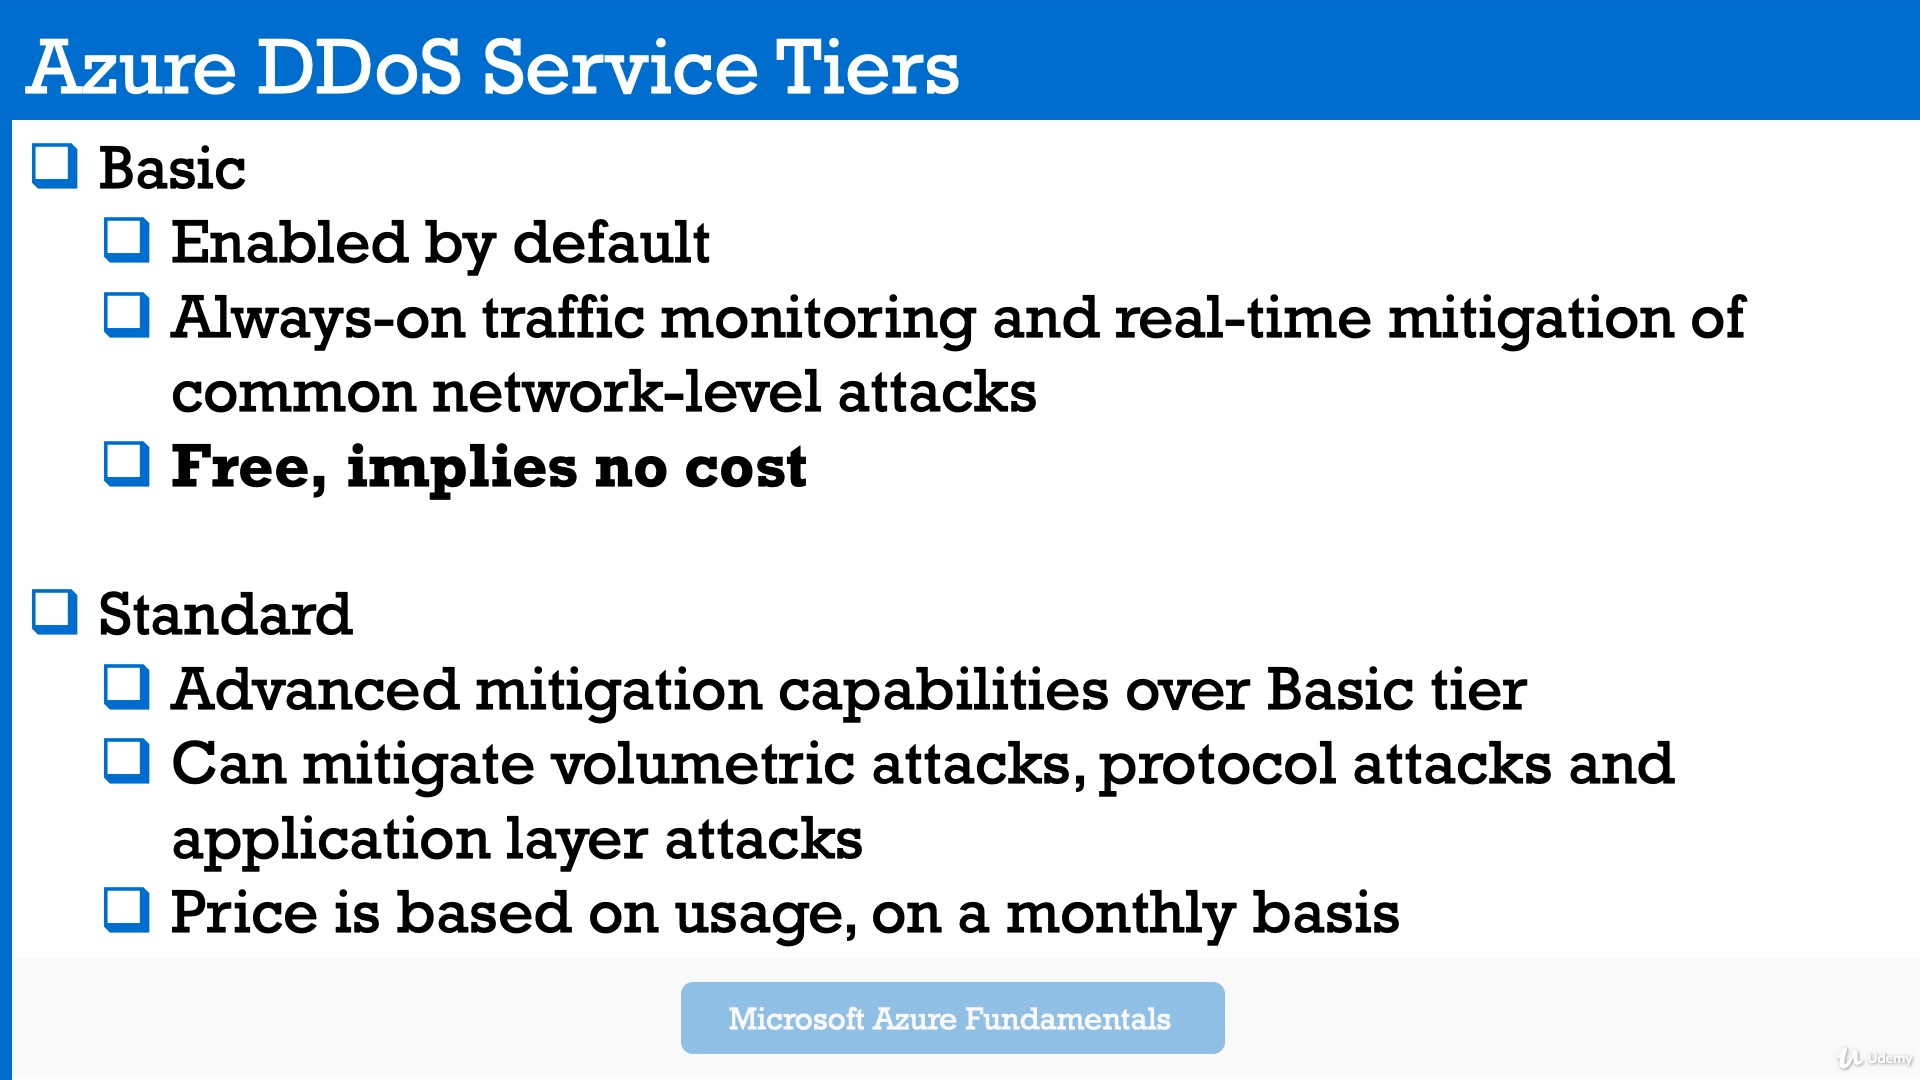 Azure DDoS Service Tiers
Basic
Enabled by default
Always-on traffic monitoring and real-time mitigation of
common network-level attacks
Free, implies no cost
Standard
Advanced mitigation capabilities over Basic tier
Can mitigate volumetric attacks, protocol attacks and
application layer attacks
Price is based on usage, on a monthly basis
Microsoft Azure Fundamentals
Udemy